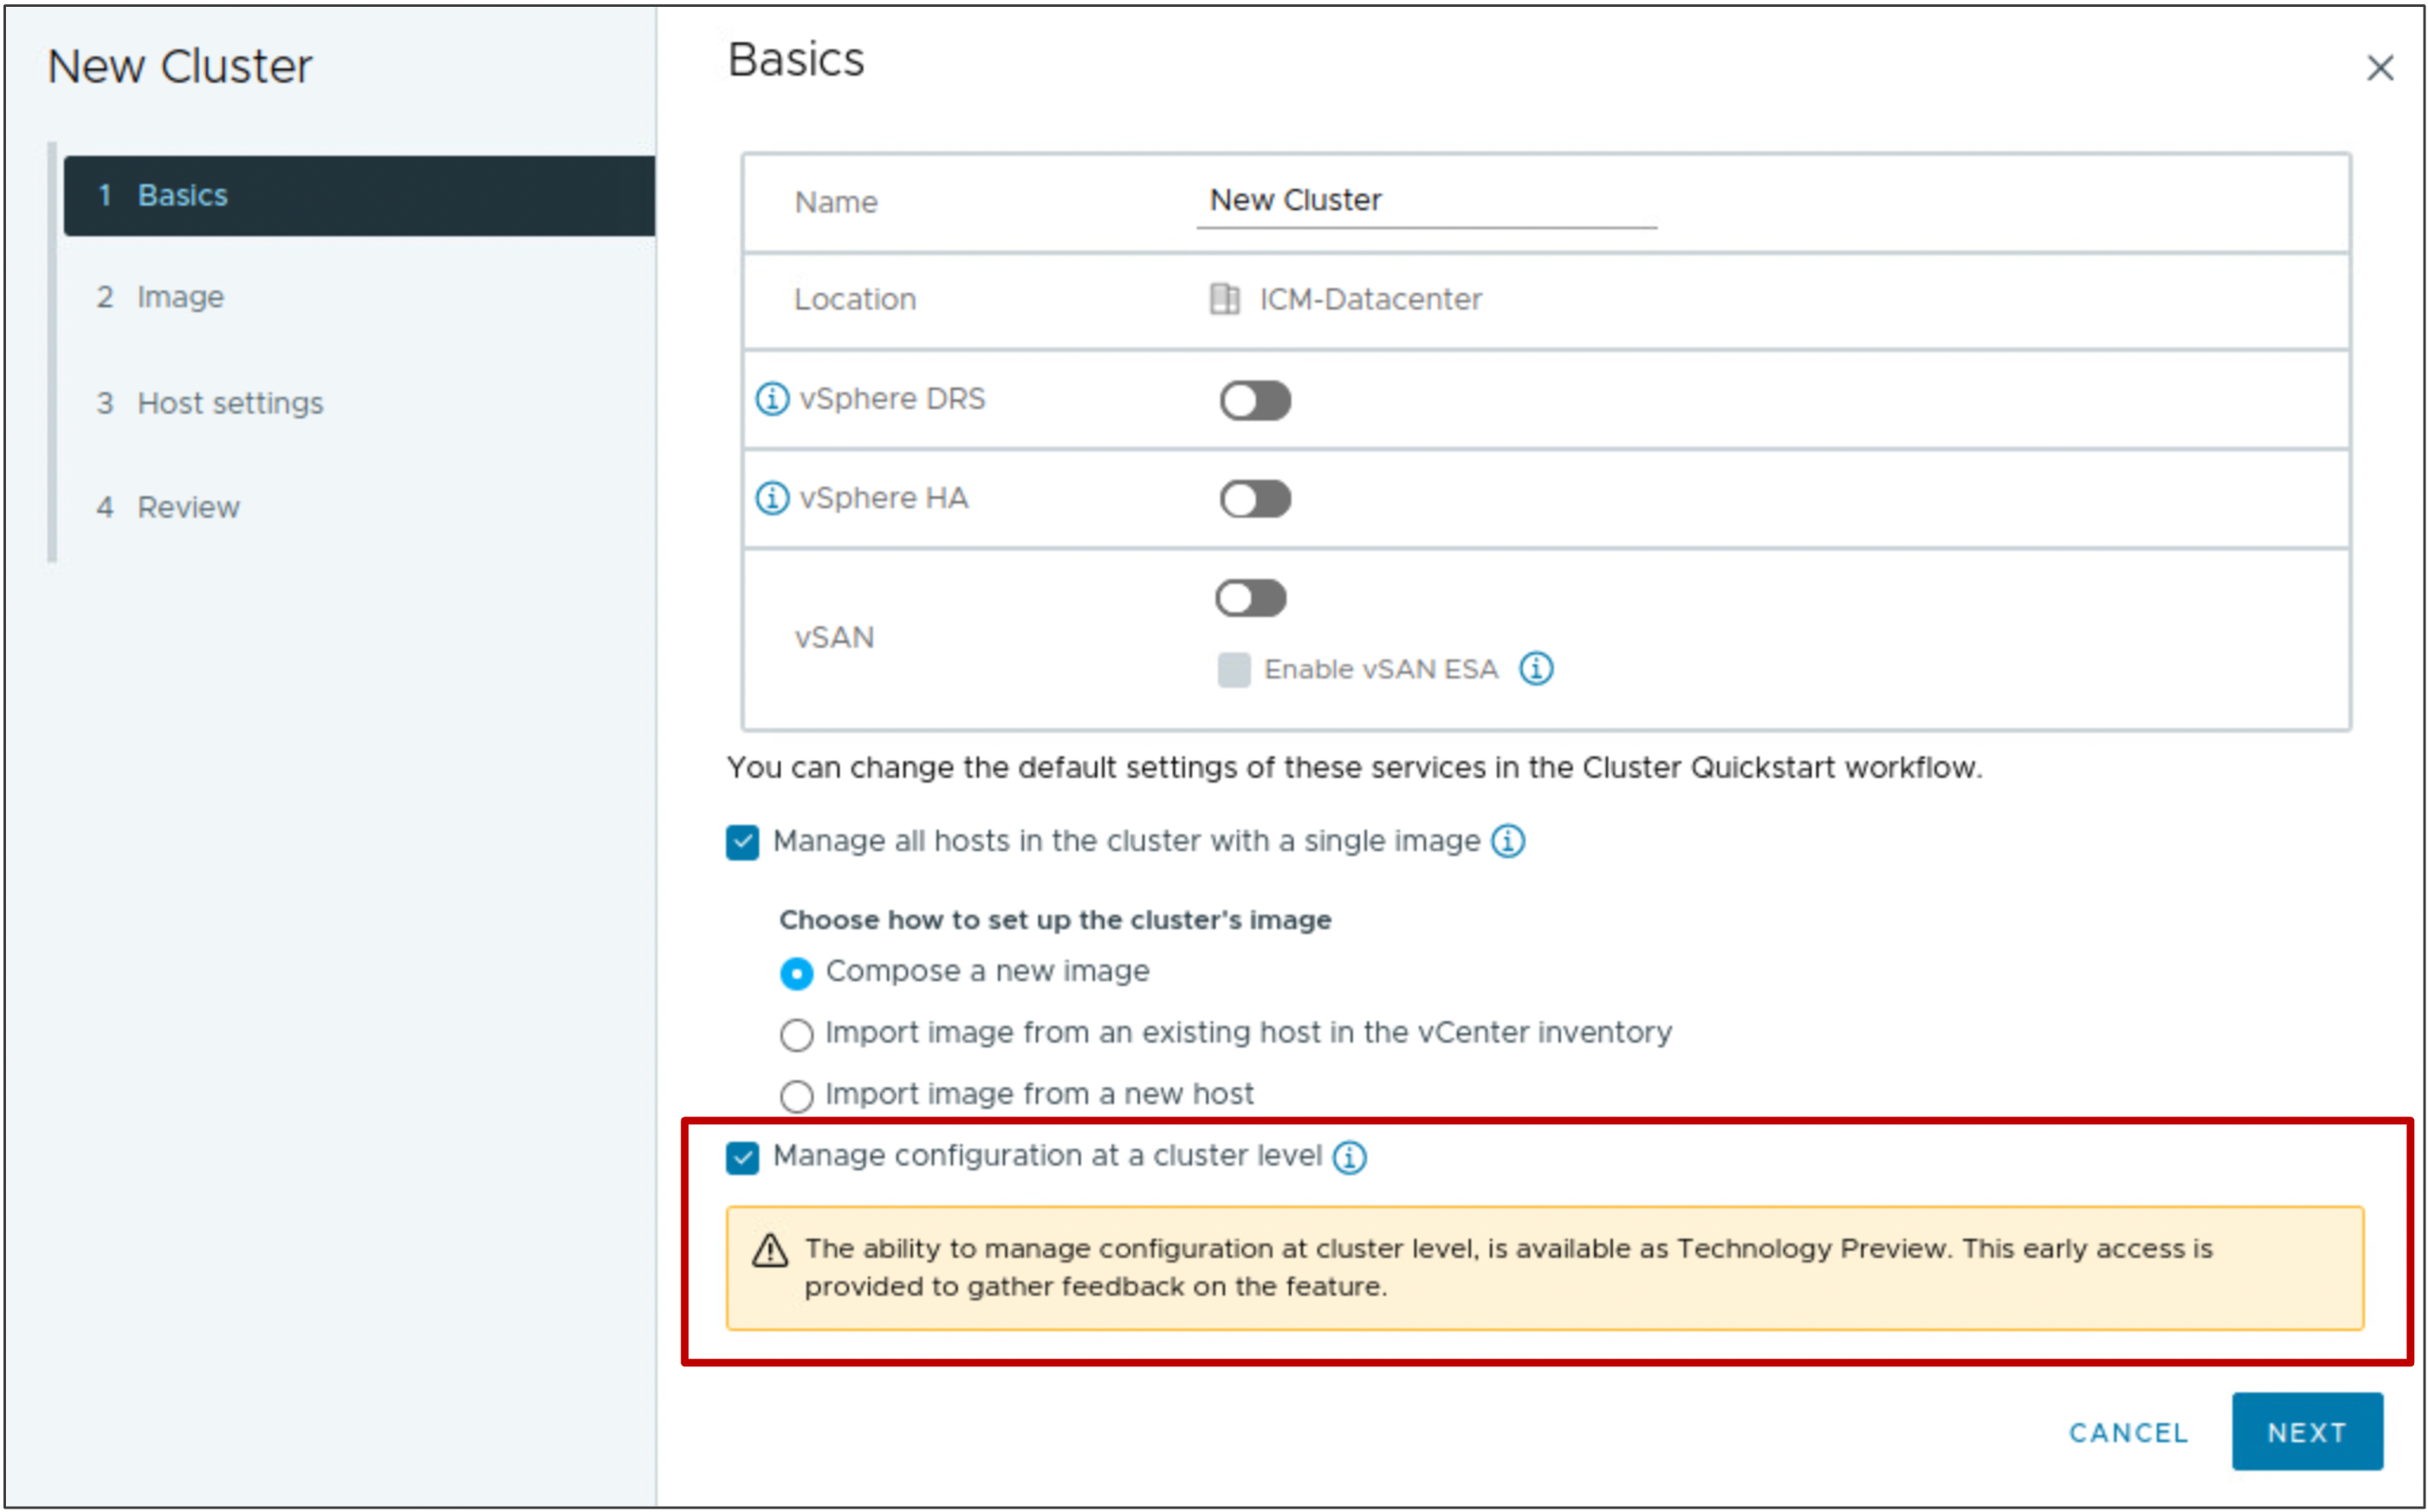 New Cluster
1 Basics
2 Image
3 Host settings
4 Review
Basics
Name New Cluster
Location ICM-Datacenter
vSphere DRS
vSphere HA
vSAN
Enable vSAN ESA
You can change the default settings of these services in the Cluster Quickstart workflow.
Manage all hosts in the cluster with a single image
Choose how to set up the cluster's image
Compose a new image
Import image from an existing host in the vCenter inventory
Import image from a new host
Manage configuration at a cluster level
The ability to manage configuration at cluster level, is available as Technology Preview. This early access is
provided to gather feedback on the feature.
CANCEL NEXT